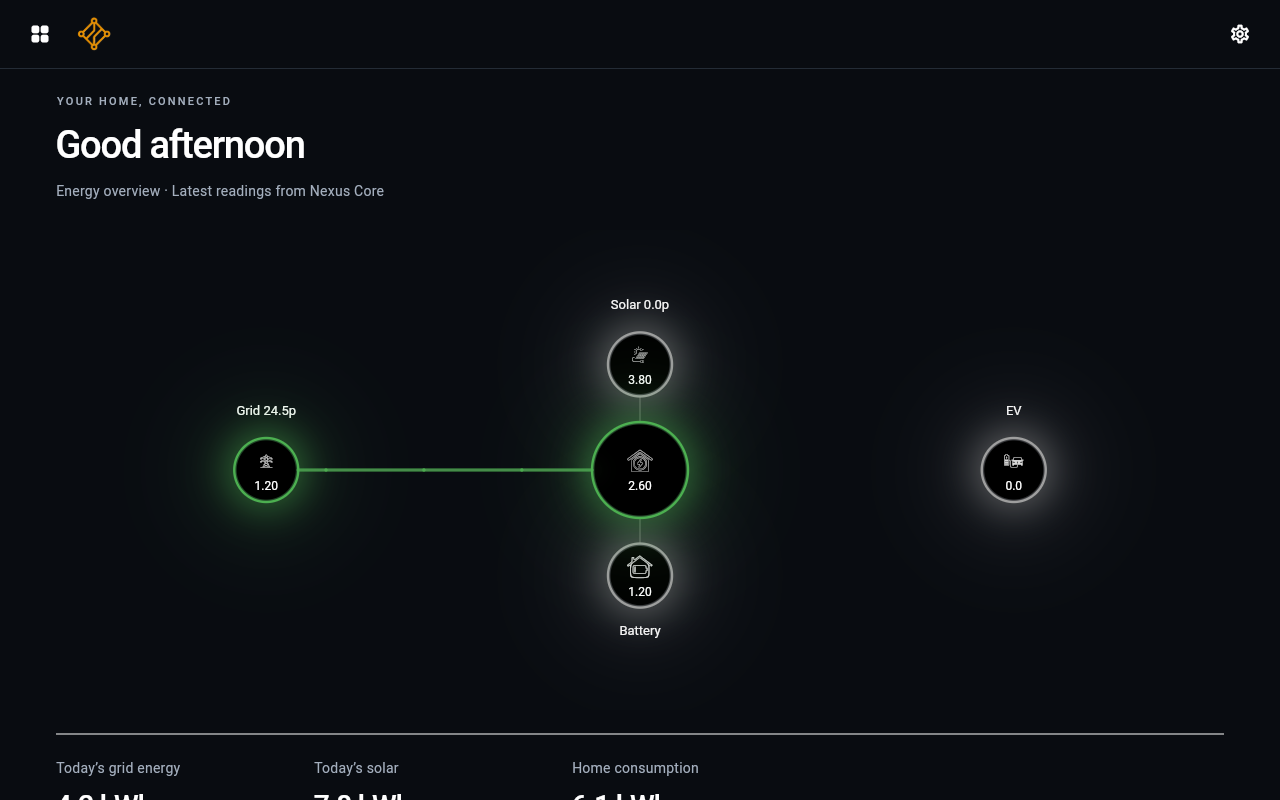 YOUR HOME, CONNECTED
Good afternoon
Energy overview · Latest readings from Nexus Core
Solar 0.0p
3.80
Grid 24.5p
1.20
2.60
EV
0.0
1.20
Battery
Today’s grid energy
Today’s solar
Home consumption